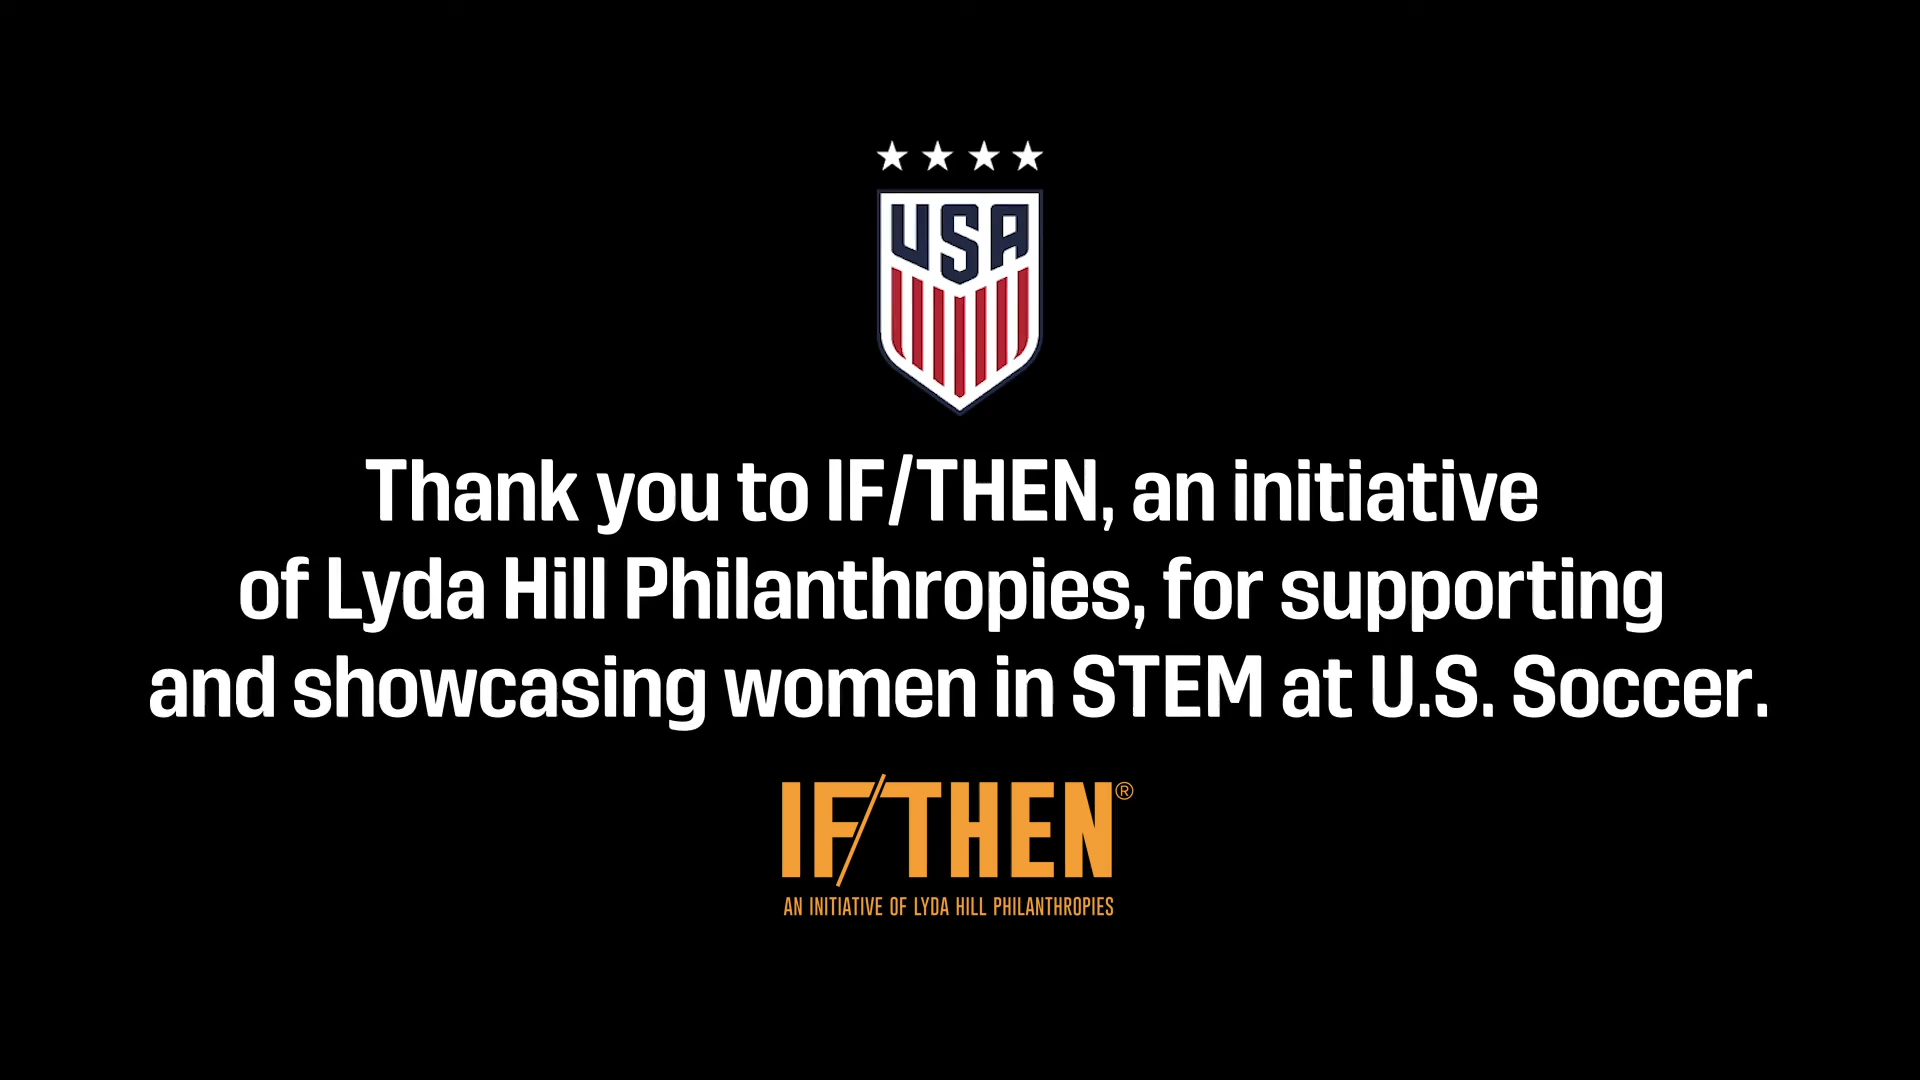 USA
Thank you to IF/THEN, an initiative
of Lyda Hill Philanthropies, for supporting
and showcasing women in STEM at U.S. Soccer.
IF/THEN®
AN INITIATIVE OF LYDA HILL PHILANTHROPIES